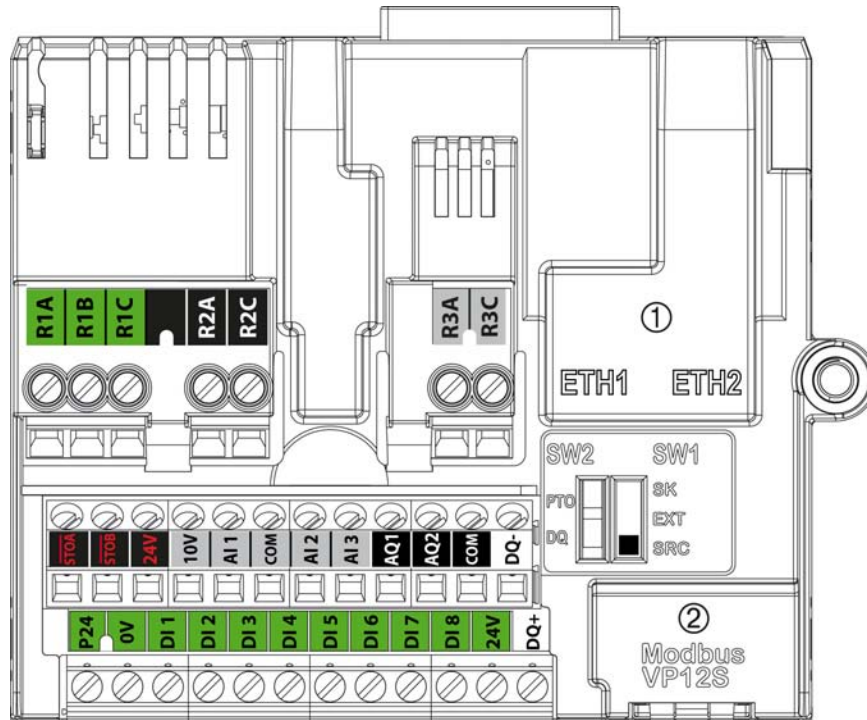 R1A R1B R1C R2A R2C R3A R3C
①
ETH1 ETH2
SW2 SW1
PTO SK
EXT
DQ SRC
STOA STOB 24V 10V AI 1 COM AI 2 AI 3 AQ1 AQ2 COM DQ-
P24 0V DI 1 DI 2 DI 3 DI 4 DI 5 DI 6 DI 7 DI 8 24V DQ+
②
Modbus
VP12S